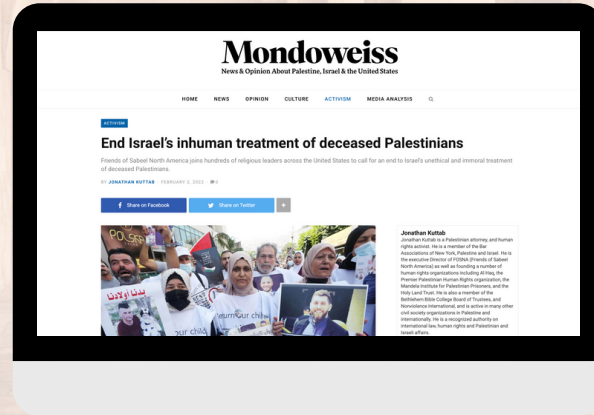 Mondoweiss
News & Opinion About Palestine, Israel & the United States
HOME NEWS OPINION CULTURE ACTIVISM MEDIA ANALYSIS
ACTIVISM
End Israel's inhuman treatment of deceased Palestinians
Friends of Sabeel North America joins hundreds of religious leaders across the United States to call for an end to Israel's unethical and immoral treatment
of deceased Palestinians.
BY JONATHAN KUTTAB - FEBRUARY 2, 2023 - 0
Share on Facebook Share on Twitter +
بدنا أولادنا
our chil
eturn our chil
Jonathan Kuttab
Jonathan Kuttab is a Palestinian attorney, and human
rights activist. He is a member of the Bar
Associations of New York, Palestine and Israel. He is
the executive Director of FOSNA (Friends of Sabeel
North America) as well as founding a number of
human rights organizations including Al Haq, the
Premier Palestinian Human Rights organization, the
Mandela Institute for Palestinian Prisoners, and the
Holy Land Trust. He is also a member of the
Bethlehem Bible College Board of Trustees, and
Nonviolence International, and is active in many other
civil society organizations in Palestine and
internationally. He is a recognized authority on
international law, human rights and Palestinian and
Israeli affairs.